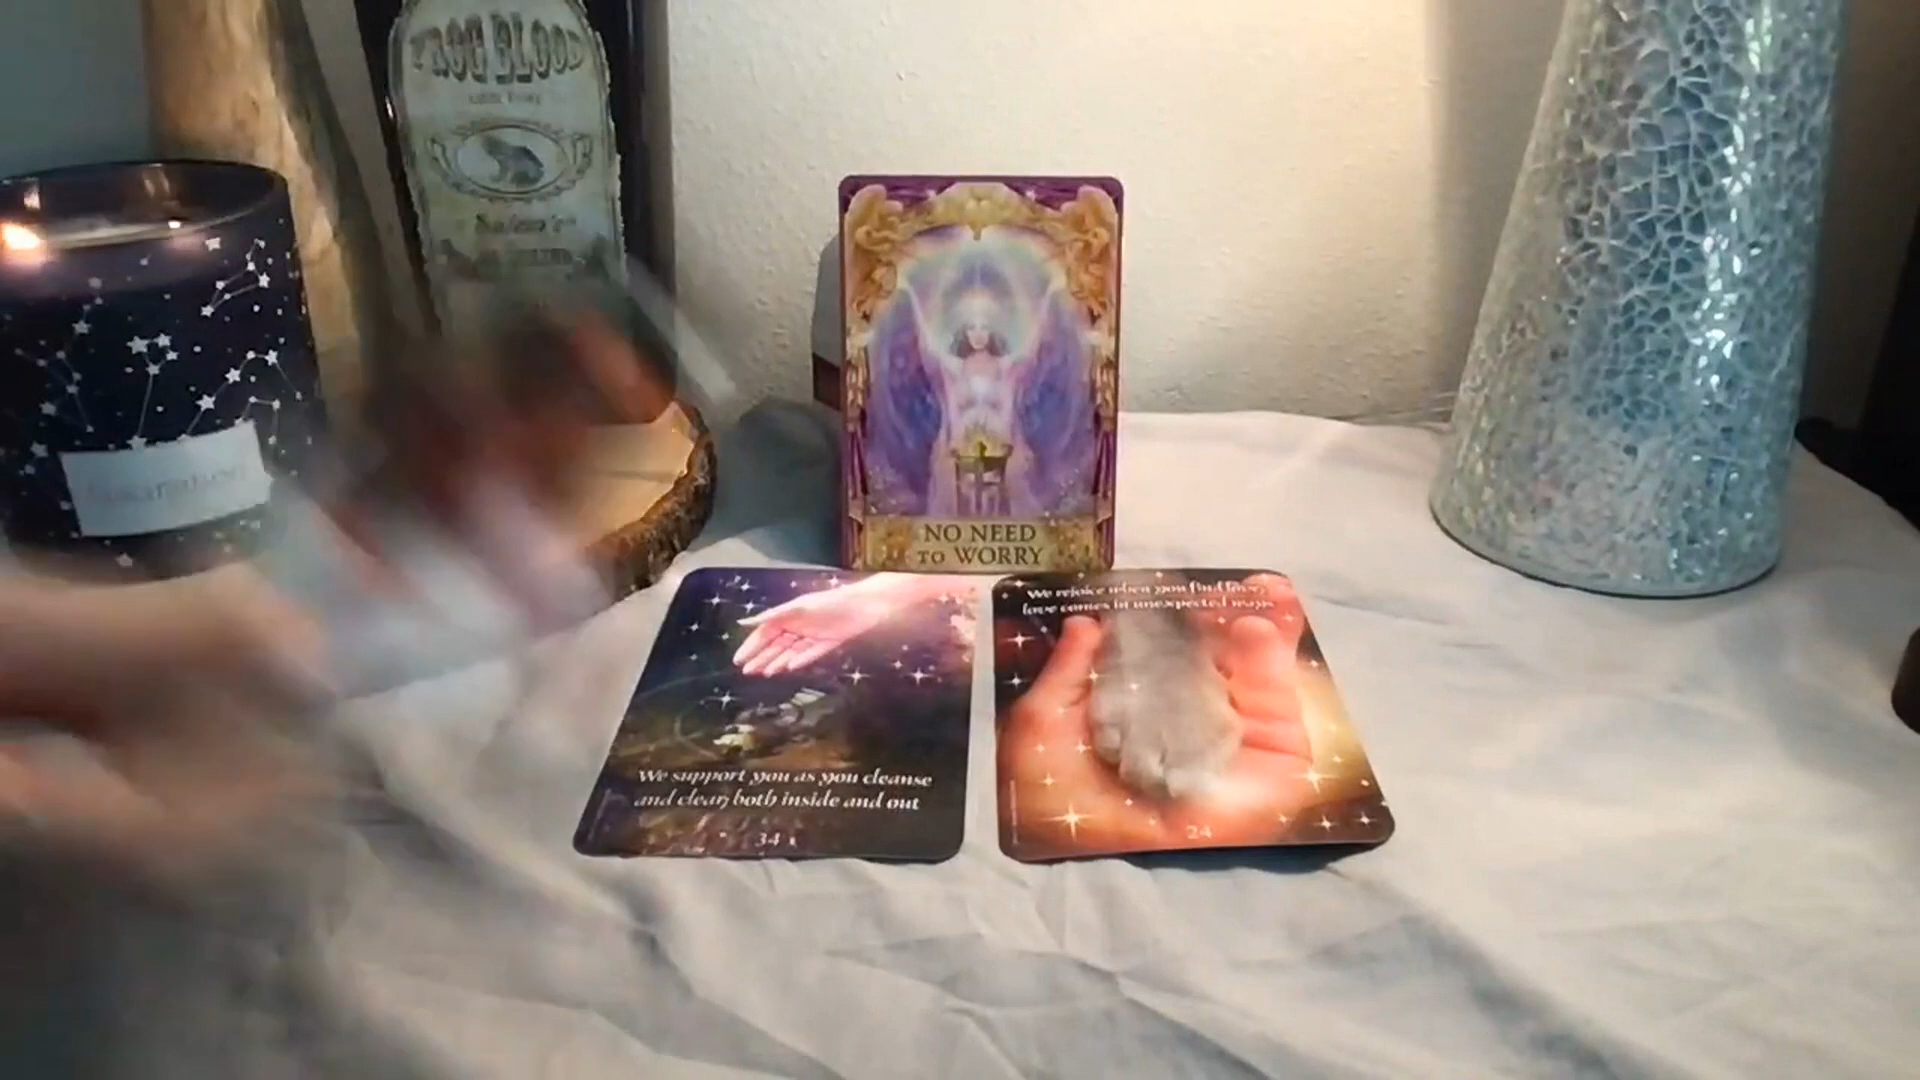 FROG BLOOD
NO NEED
TO WORRY
We rejoice when you find love,
love comes in unexpected ways
We support you as you cleanse
and clear, both inside and out
34
24